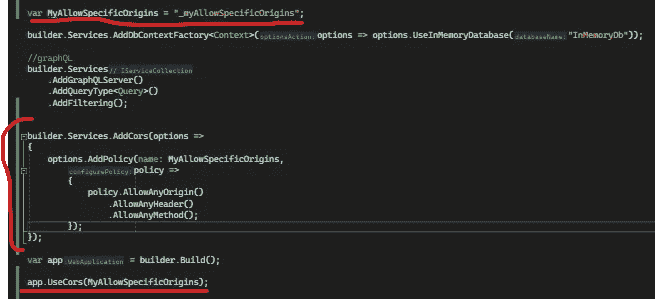 var MyAllowSpecificOrigins = "_myAllowSpecificOrigins";
builder.Services.AddDbContextFactory<Context>(optionsAction: options => options.UseInMemoryDatabase(databaseName: "InMemoryDb"));
//graphQL
builder.Services // IServiceCollection
.AddGraphQLServer()
.AddQueryType<Query>()
.AddFiltering();
builder.Services.AddCors(options =>
{
options.AddPolicy(name: MyAllowSpecificOrigins,
configurePolicy: policy =>
{
policy.AllowAnyOrigin()
.AllowAnyHeader()
.AllowAnyMethod();
});
});
var app : WebApplication = builder.Build();
app.UseCors(MyAllowSpecificOrigins);